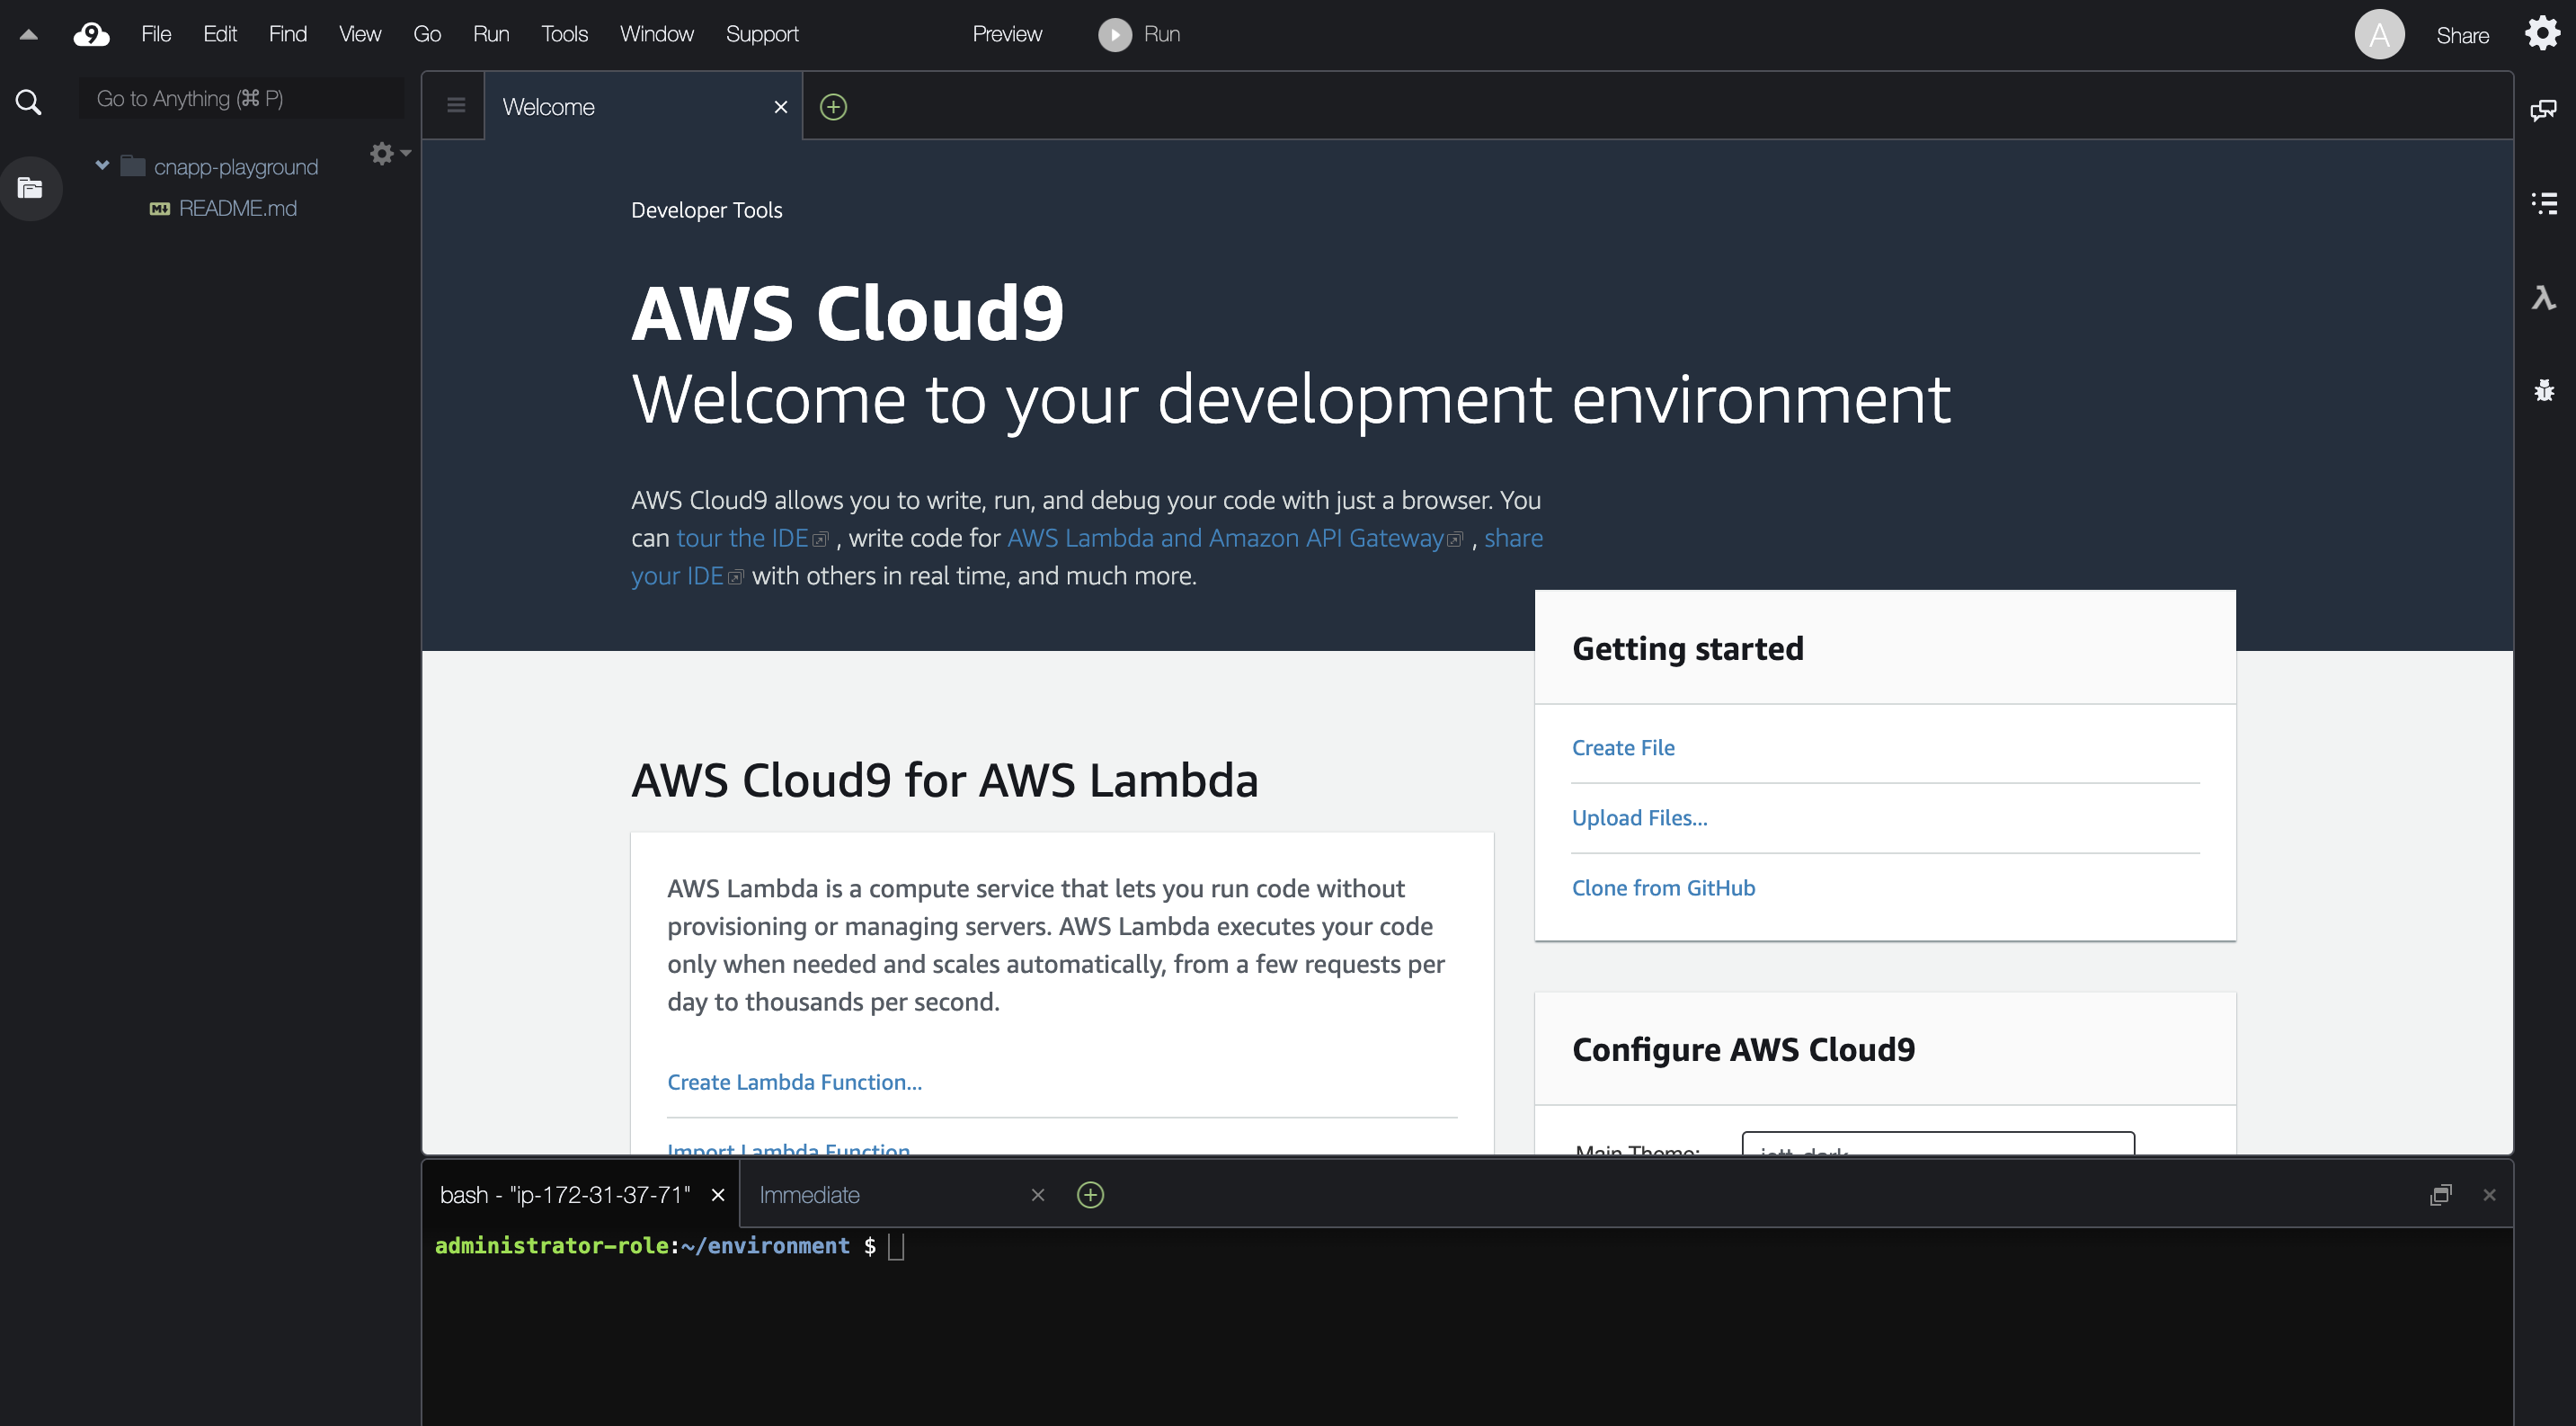 File Edit Find View Go Run Tools Window Support Preview Run A Share
Go to Anything (⌘ P)
cnapp-playground
README.md
Welcome
Developer Tools
AWS Cloud9
Welcome to your development environment
AWS Cloud9 allows you to write, run, and debug your code with just a browser. You
can tour the IDE , write code for AWS Lambda and Amazon API Gateway , share
your IDE with others in real time, and much more.
Getting started
Create File
Upload Files...
Clone from GitHub
AWS Cloud9 for AWS Lambda
AWS Lambda is a compute service that lets you run code without
provisioning or managing servers. AWS Lambda executes your code
only when needed and scales automatically, from a few requests per
day to thousands per second.
Create Lambda Function...
Import Lambda Function
Configure AWS Cloud9
Main Theme:
bash - "ip-172-31-37-71" Immediate
administrator-role:~/environment $